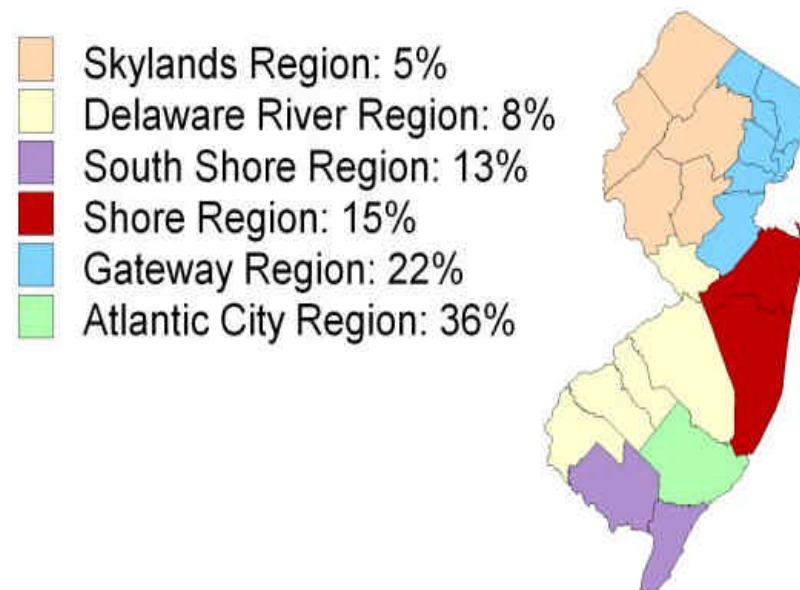 Skylands Region: 5%
Delaware River Region: 8%
South Shore Region: 13%
Shore Region: 15%
Gateway Region: 22%
Atlantic City Region: 36%